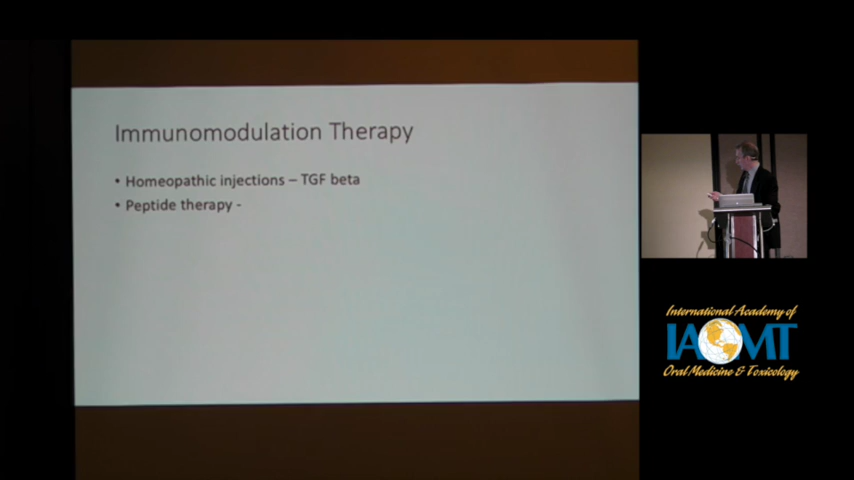 Immunomodulation Therapy
• Homeopathic injections – TGF beta
• Peptide therapy -
International Academy of
IAOMT
Oral Medicine & Toxicology